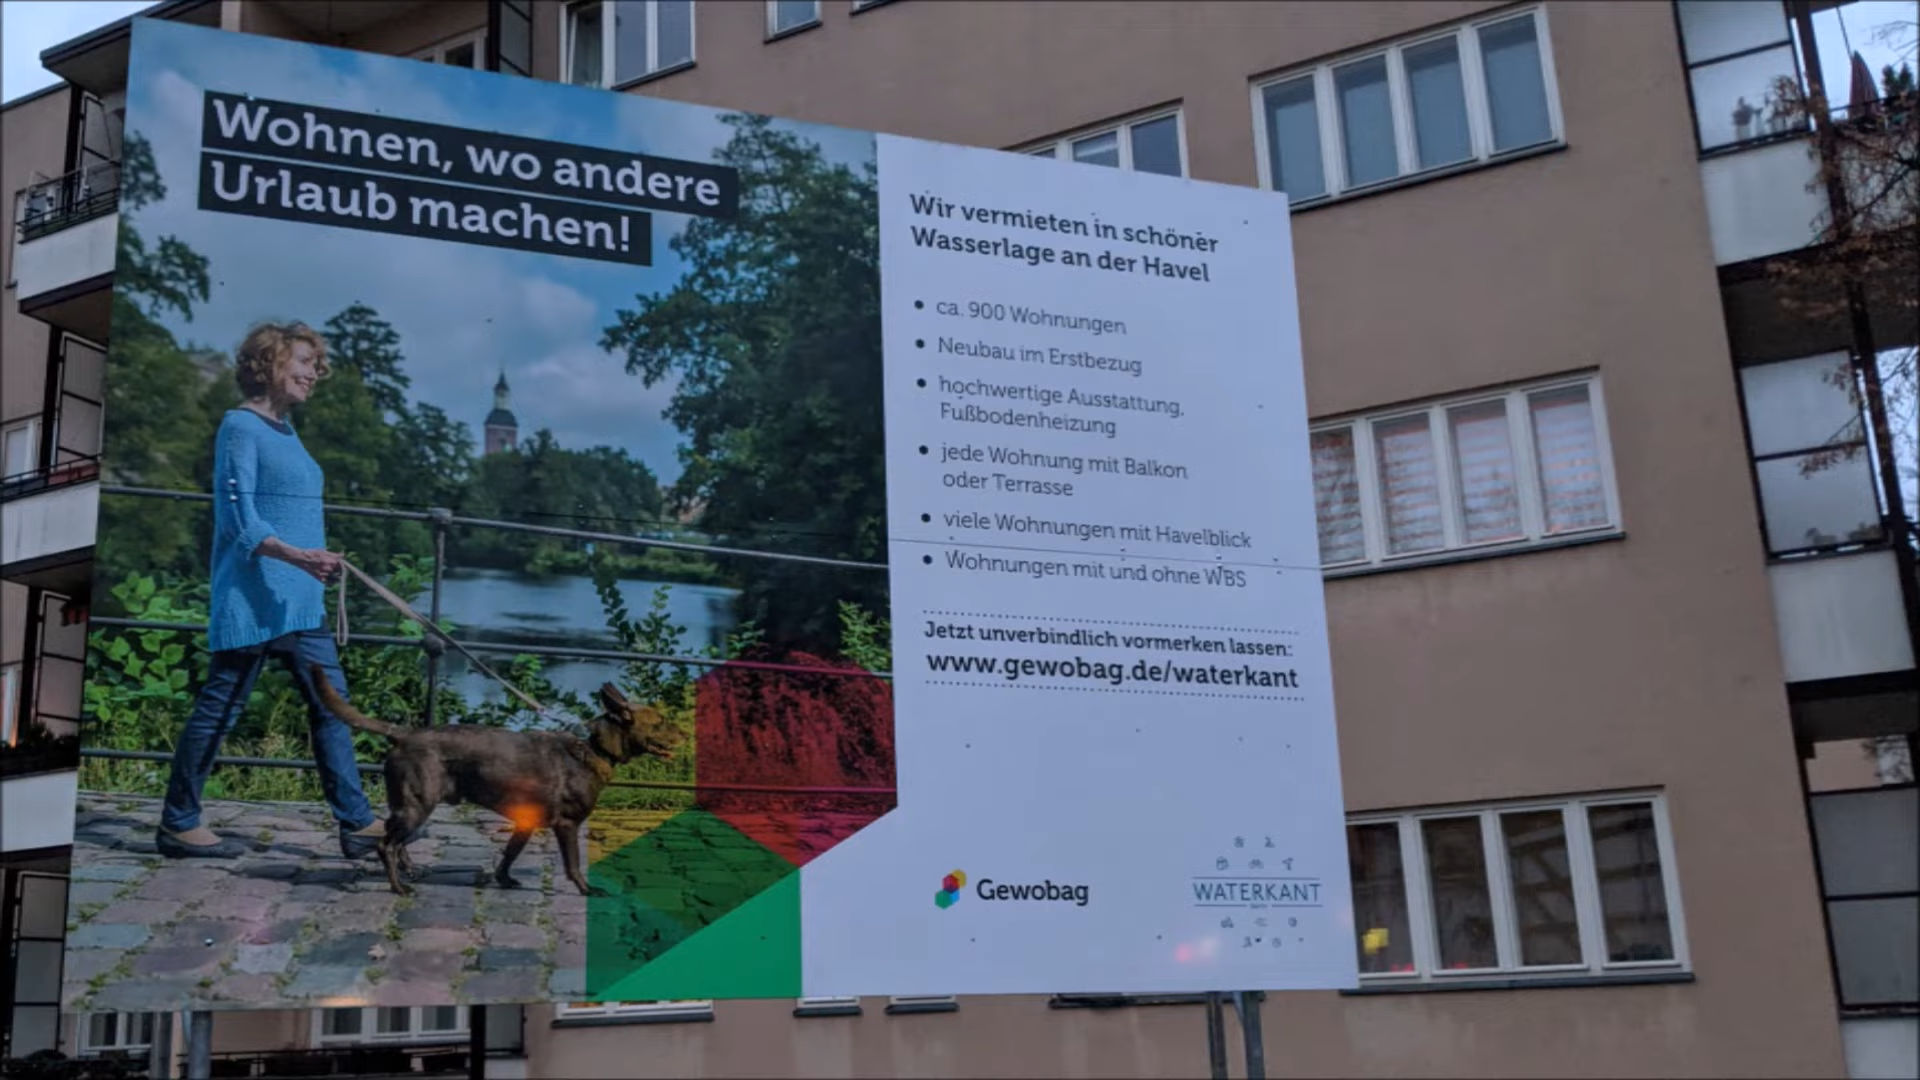 Wohnen, wo andere
Urlaub machen!
Wir vermieten in schöner
Wasserlage an der Havel
• ca. 900 Wohnungen
• Neubau im Erstbezug
• hochwertige Ausstattung,
Fußbodenheizung
• jede Wohnung mit Balkon
oder Terrasse
• viele Wohnungen mit Havelblick
• Wohnungen mit und ohne WBS
Jetzt unverbindlich vormerken lassen:
www.gewobag.de/waterkant
Gewobag
WATERKANT